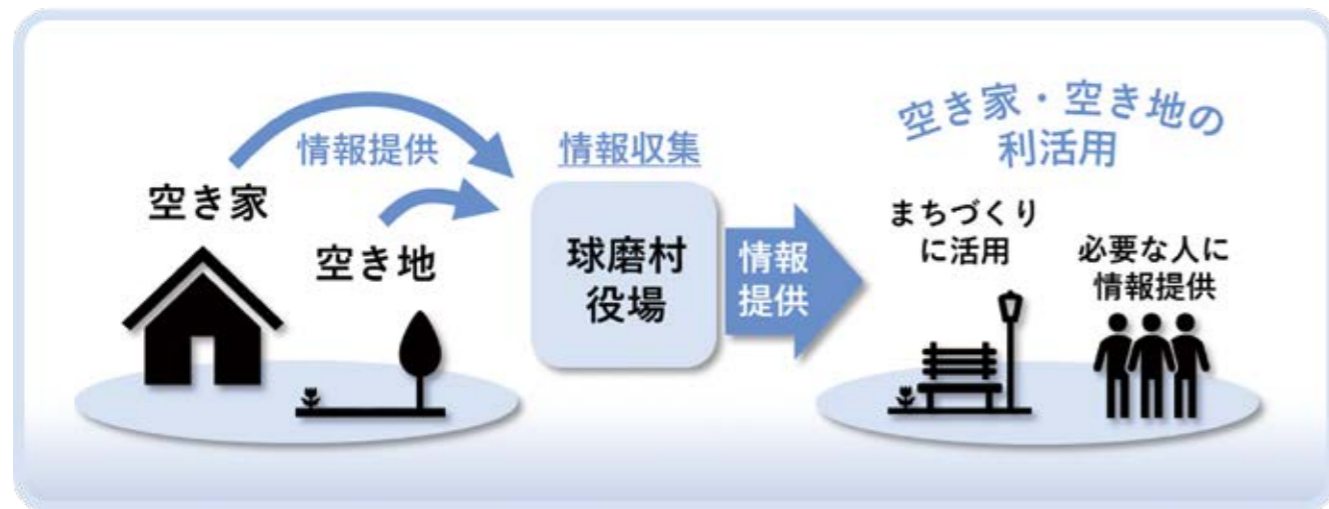 情報提供
空き家
空き地
情報収集
球磨村
役場
情報
提供
空き家・空き地の
利活用
まちづくり
に活用
必要な人に
情報提供